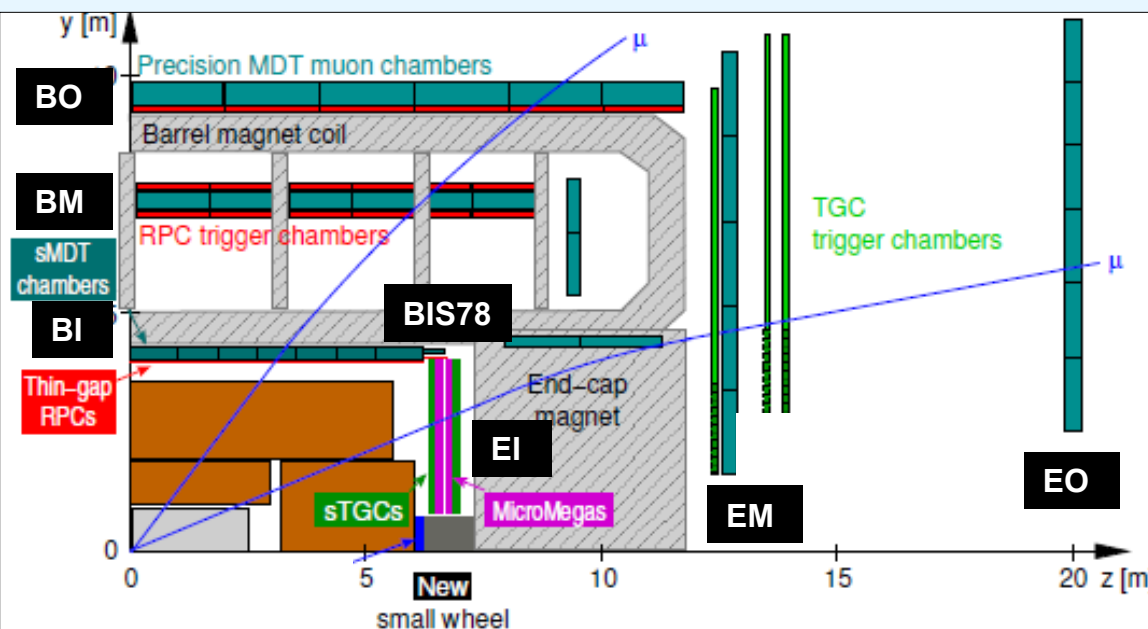 y [m]
μ
Precision MDT muon chambers
BO
Barrel magnet coil
BM
TGC
trigger chambers
RPC trigger chambers
sMDT
chambers
μ
BIS78
BI
Thin-gap
RPCs
End-cap
magnet
EI
EO
sTGCs
MicroMegas
EM
0
0
5
10
15
20
z [m
New
small wheel